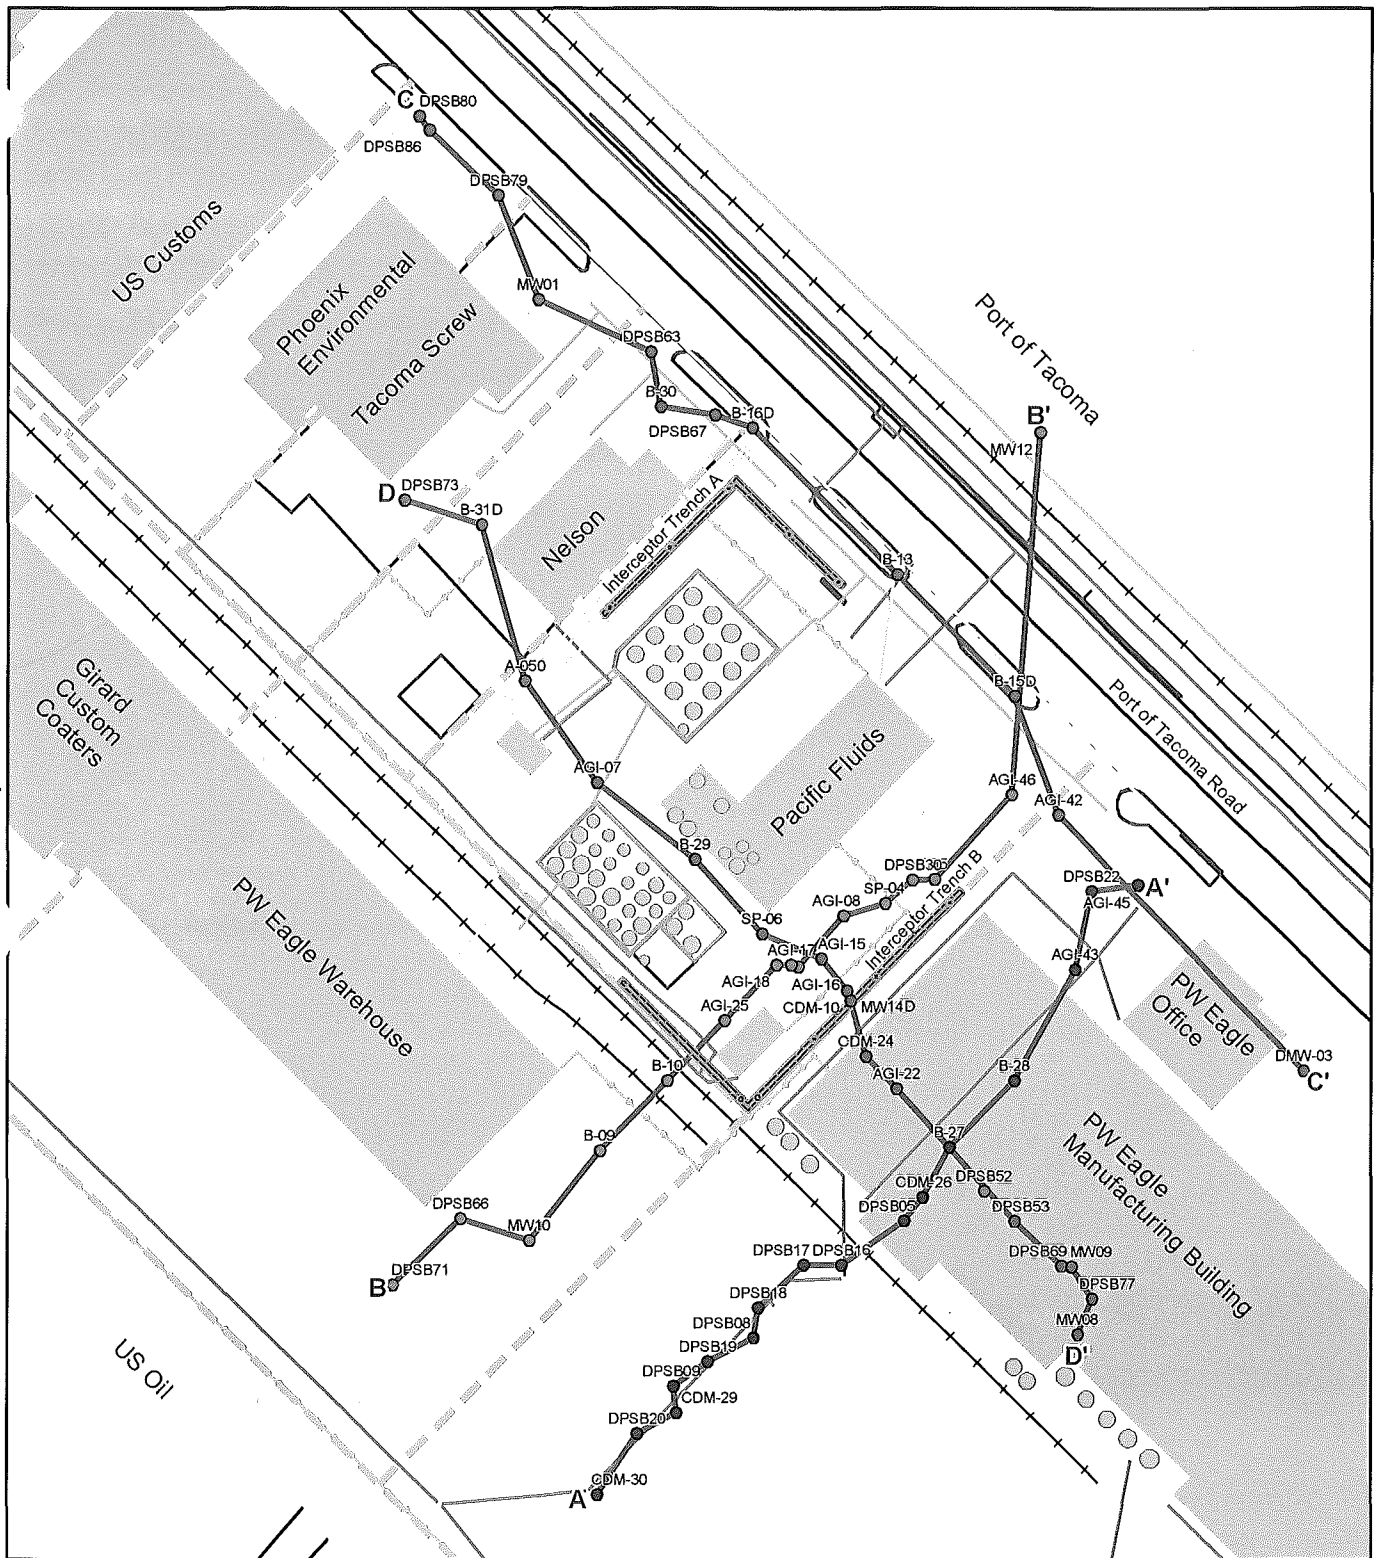 C
DPSB80
DPSB86
DPSB79
US Customs
Phoenix
Environmental
Tacoma Screw
MW01
DPSB63
Port of Tacoma
B-30
DPSB67
B-16D
B'
MW12
D
DPSB73
B-31D
Nelson
Interceptor Trench A
B-13
Girard
Custom
Coaters
A-050
B-15D
Port of Tacoma Road
AGI-07
Pacific Fluids
AGI-46
AGI-42
B-29
DPSB30
DPSB22
A'
AGI-45
SP-04
AGI-08
Interceptor Trench B
PW Eagle Warehouse
SP-06
AGI-17
AGI-15
AGI-43
AGI-18
AGI-16
AGI-25
CDM-10
MW14D
PW Eagle
Office
CDM-24
DMW-03
C'
B-10
AGI-22
B-28
B-09
B-27
PW Eagle
Manufacturing Building
CDM-26
DPSB52
DPSB66
DPSB05
DPSB53
MW10
DPSB17
DPSB16
DPSB69
MW09
B
DPSB71
DPSB77
DPSB18
DPSB08
MW08
D'
DPSB19
US Oil
DPSB09
CDM-29
DPSB20
CDM-30
A